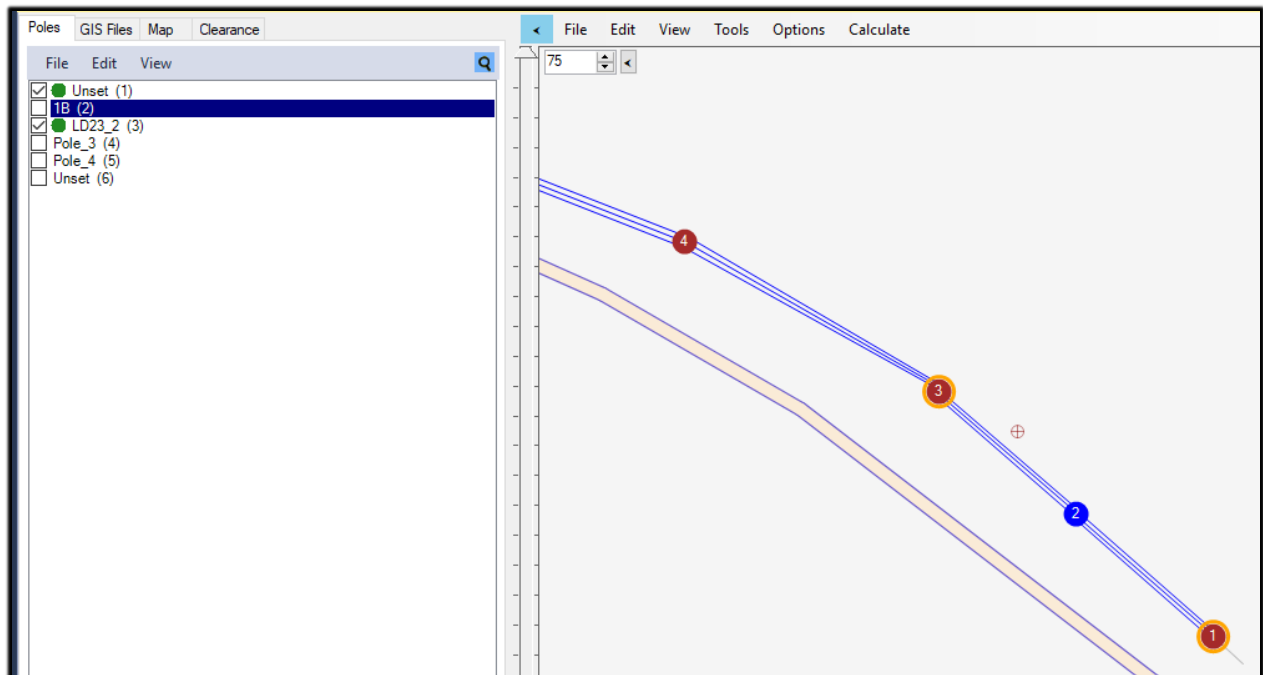 Poles GIS Files Map Clearance
File Edit View
Unset (1)
1B (2)
LD23_2 (3)
Pole_3 (4)
Pole_4 (5)
Unset (6)
File Edit View Tools Options Calculate
75
4
3
2
1